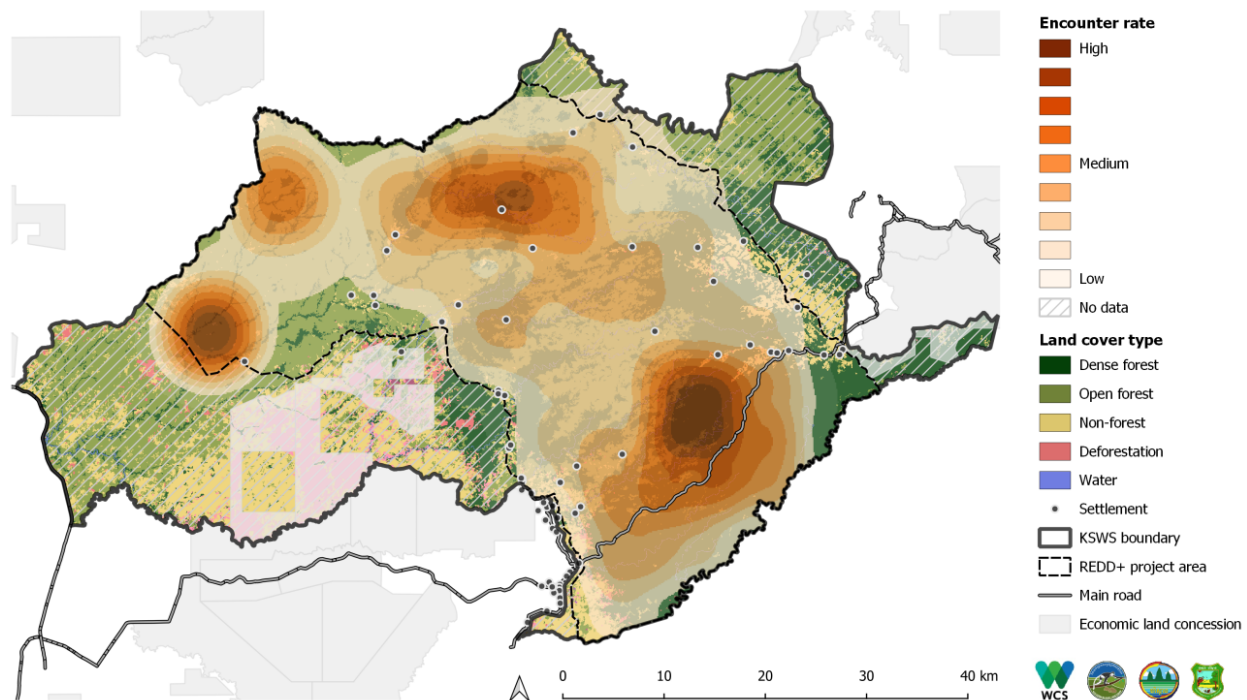 Encounter rate
High
Medium
Low
No data
Land cover type
Dense forest
Open forest
Non-forest
Deforestation
Water
Settlement
KSWS boundary
REDD+ project area
Main road
Economic land concession
0 10 20 30 40 km
WCS